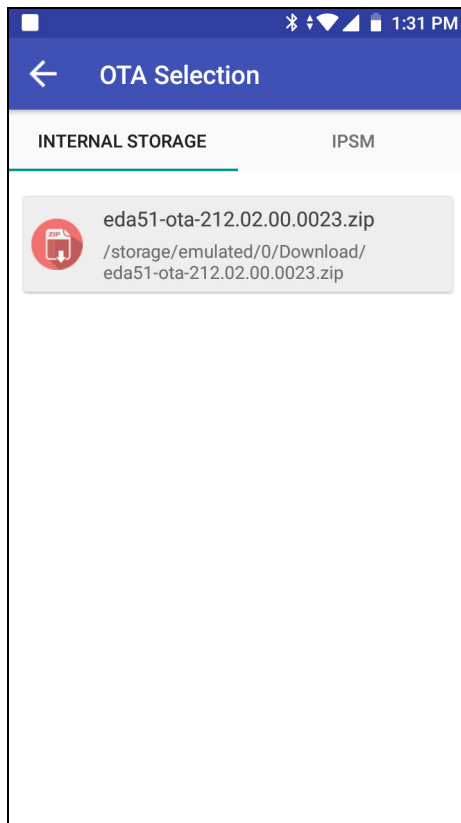 1:31 PM
OTA Selection
INTERNAL STORAGE
IPSM
ZIP
eda51-ota-212.02.00.0023.zip
/storage/emulated/0/Download/
eda51-ota-212.02.00.0023.zip